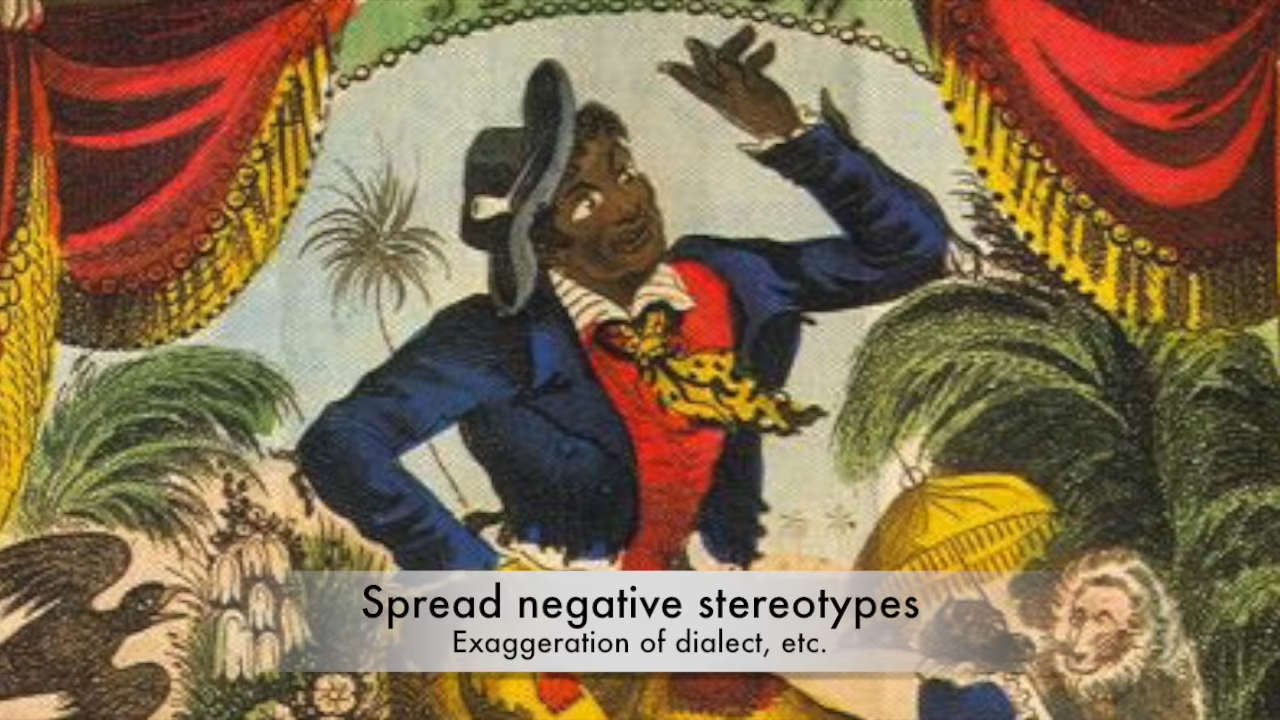 Spread negative stereotypes
Exaggeration of dialect, etc.